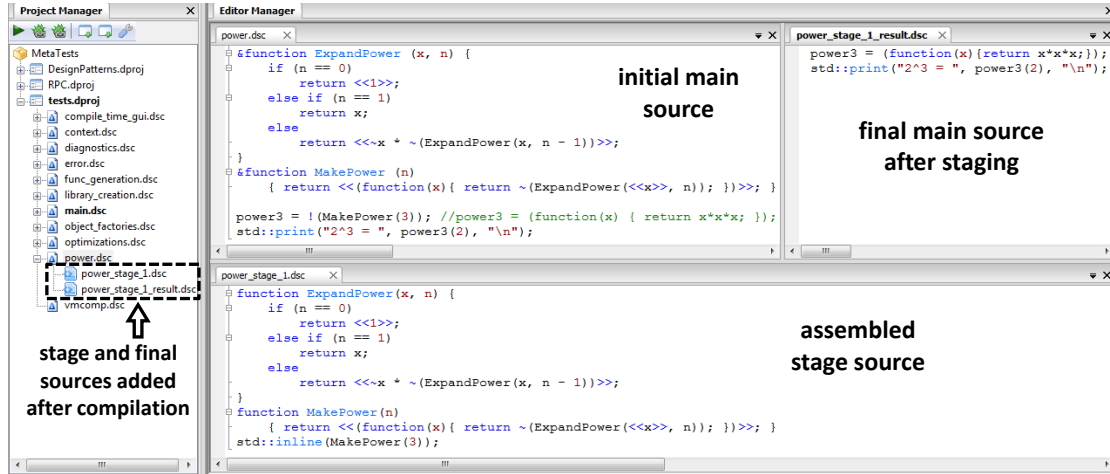 Project Manager
MetaTests
DesignPatterns.dproj
RPC.dproj
tests.dproj
compile_time_gui.dsc
context.dsc
diagnostics.dsc
error.dsc
func_generation.dsc
library_creation.dsc
main.dsc
object_factories.dsc
optimizations.dsc
power.dsc
power_stage_1.dsc
power_stage_1_result.dsc
vmcomp.dsc
stage and final
sources added
after compilation
Editor Manager
power.dsc
&function ExpandPower (x, n) {
if (n == 0)
return <<1>>;
else if (n == 1)
return x;
else
return <<~x * ~(ExpandPower(x, n - 1))>>;
}
&function MakePower (n)
{ return <<(function(x){ return ~(ExpandPower(<<x>>, n)); })>>; }
power3 = !(MakePower(3)); //power3 = (function(x) { return x*x*x; });
std::print("2^3 = ", power3(2), "\n");
initial main
source
power_stage_1_result.dsc
power3 = (function(x){return x*x*x;});
std::print("2^3 = ", power3(2), "\n");
final main source
after staging
power_stage_1.dsc
function ExpandPower(x, n) {
if (n == 0)
return <<1>>;
else if (n == 1)
return x;
else
return <<~x * ~(ExpandPower(x, n - 1))>>;
}
function MakePower(n)
{ return <<(function(x){ return ~(ExpandPower(<<x>>, n)); })>>; }
std::inline(MakePower(3));
assembled
stage source